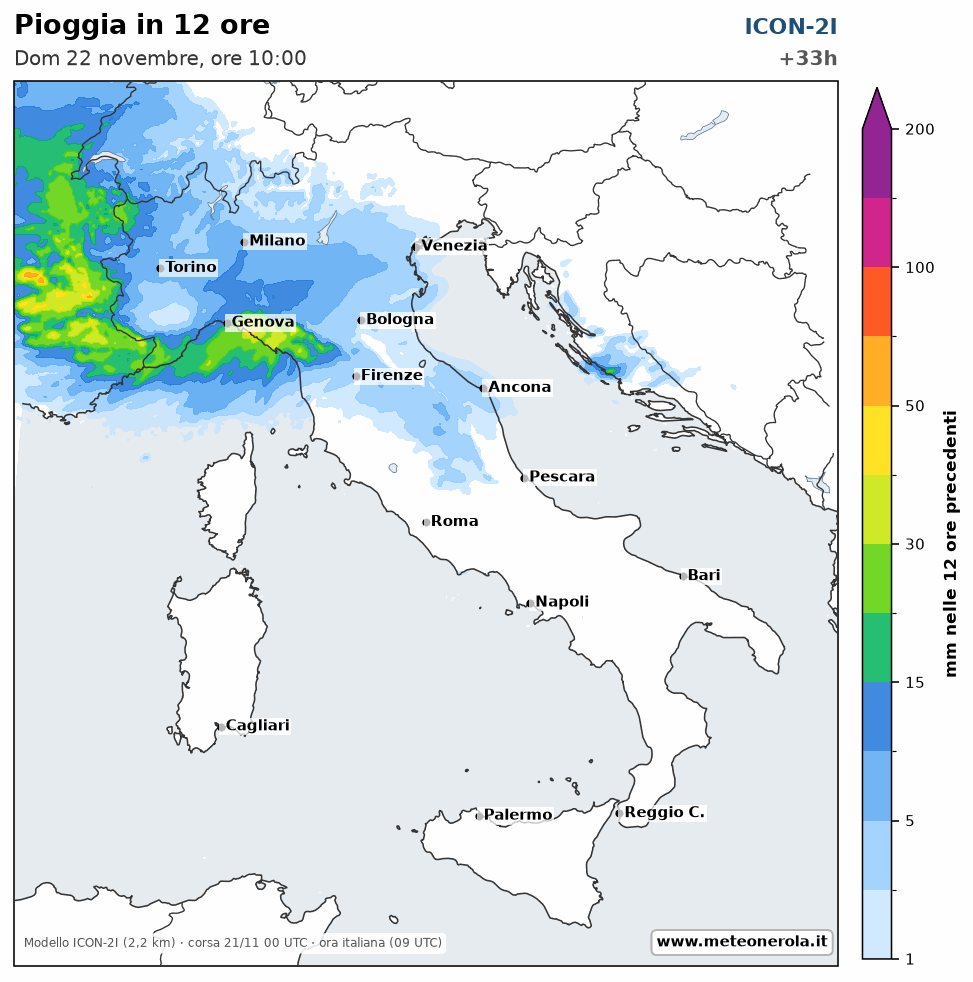 Pioggia in 12 ore
ICON-2I
Dom 22 novembre, ore 10:00
+33h
200
100
50
30
15
5
1
mm nelle 12 ore precedenti
Milano
Venezia
Torino
Genova
Bologna
Firenze
Ancona
Pescara
Roma
Bari
Napoli
Cagliari
Palermo
Reggio C.
Modello ICON-2I (2,2 km) · corsa 21/11 00 UTC · ora italiana (09 UTC)
www.meteonerola.it